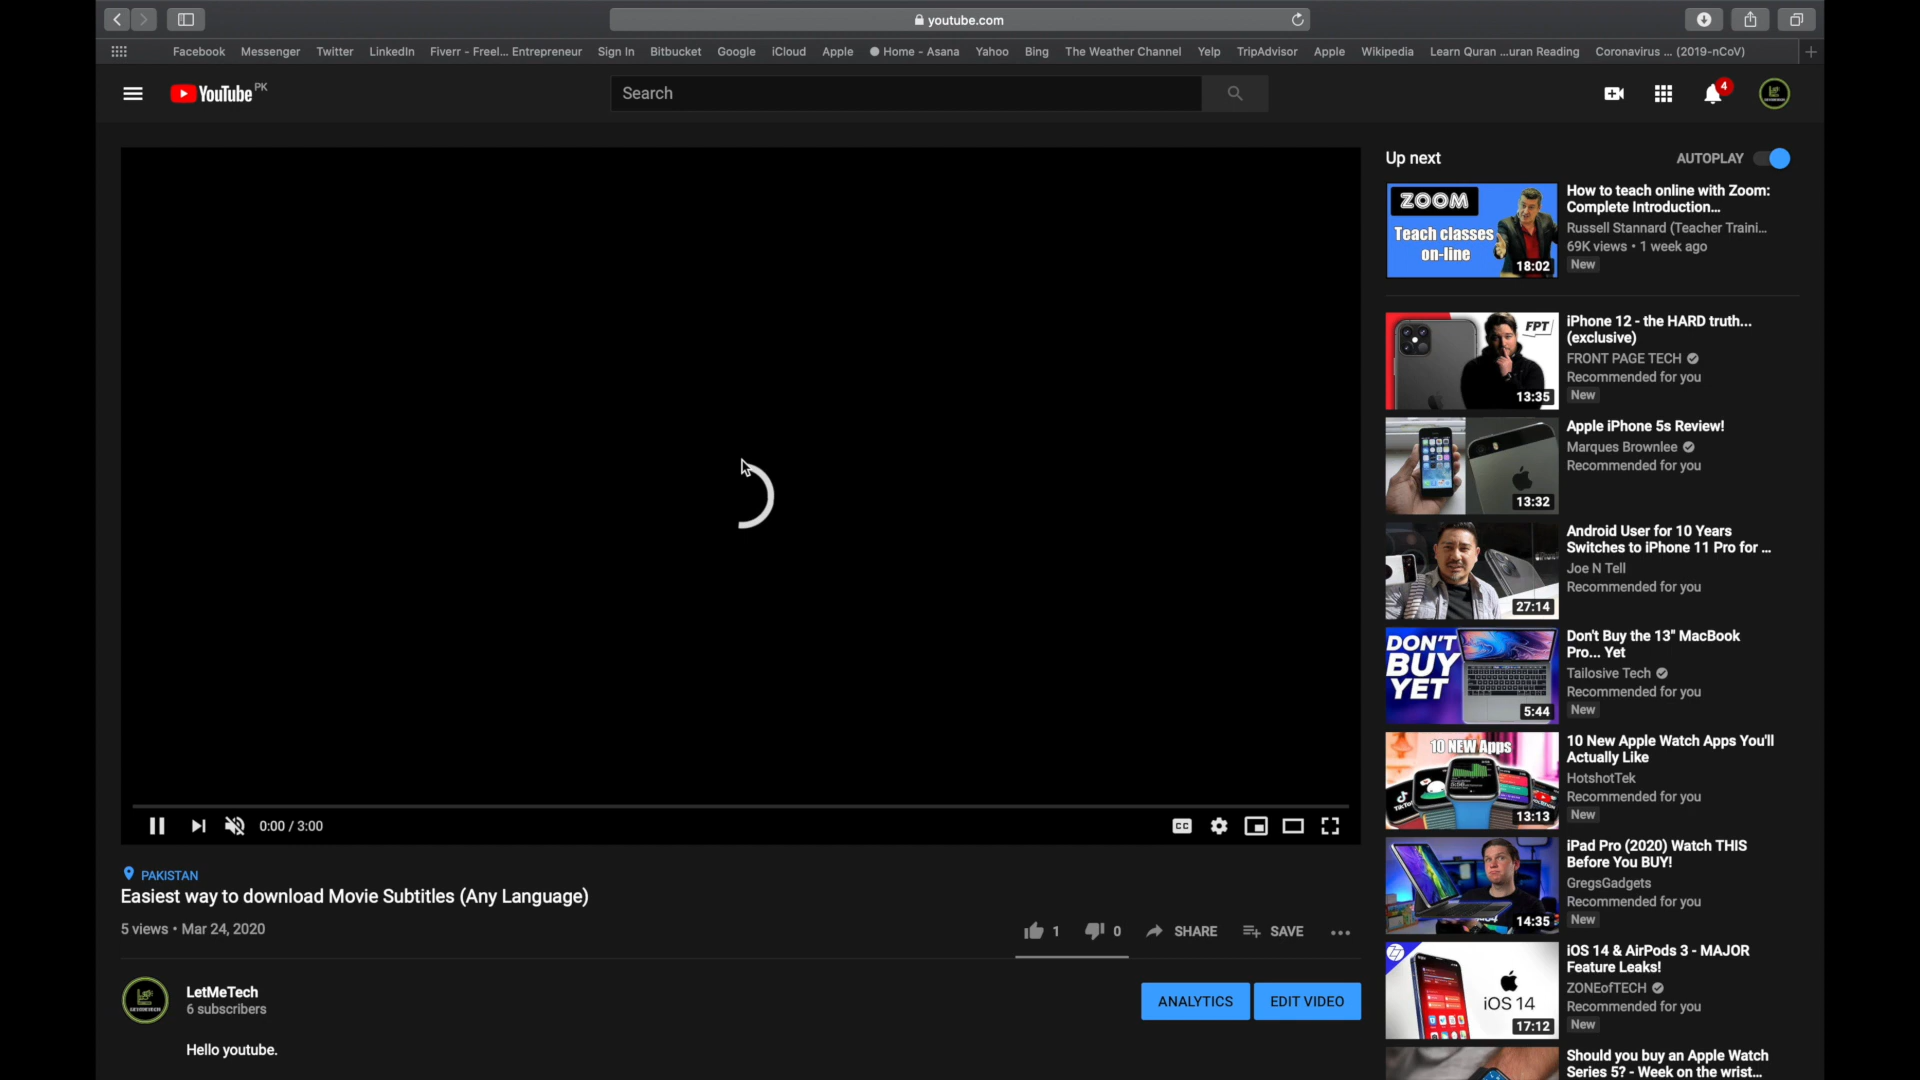 youtube.com
Facebook Messenger Twitter LinkedIn Fiverr - Freel... Entrepreneur Sign In Bitbucket Google iCloud Apple Home - Asana Yahoo Bing The Weather Channel Yelp TripAdvisor Apple Wikipedia Learn Quran ...uran Reading Coronavirus ... (2019-nCoV)
YouTube PK
Search
4
Up next
AUTOPLAY
ZOOM
Teach classes
on-line
18:02
How to teach online with Zoom:
Complete Introduction...
Russell Stannard (Teacher Traini...
69K views • 1 week ago
New
FPT
13:35
iPhone 12 - the HARD truth...
(exclusive)
FRONT PAGE TECH
Recommended for you
New
13:32
Apple iPhone 5s Review!
Marques Brownlee
Recommended for you
27:14
Android User for 10 Years
Switches to iPhone 11 Pro for ...
Joe N Tell
Recommended for you
DON'T
BUY
YET
5:44
Don't Buy the 13" MacBook
Pro... Yet
Tailosive Tech
Recommended for you
New
10 NEW Apps
13:13
10 New Apple Watch Apps You'll
Actually Like
HotshotTek
Recommended for you
New
14:35
iPad Pro (2020) Watch THIS
Before You BUY!
GregsGadgets
Recommended for you
New
iOS 14
17:12
iOS 14 & AirPods 3 - MAJOR
Feature Leaks!
ZONEofTECH
Recommended for you
New
Should you buy an Apple Watch
Series 5? - Week on the wrist...
0:00 / 3:00
CC
PAKISTAN
Easiest way to download Movie Subtitles (Any Language)
5 views • Mar 24, 2020
1 0 SHARE SAVE
LetMeTech
6 subscribers
ANALYTICS EDIT VIDEO
Hello youtube.